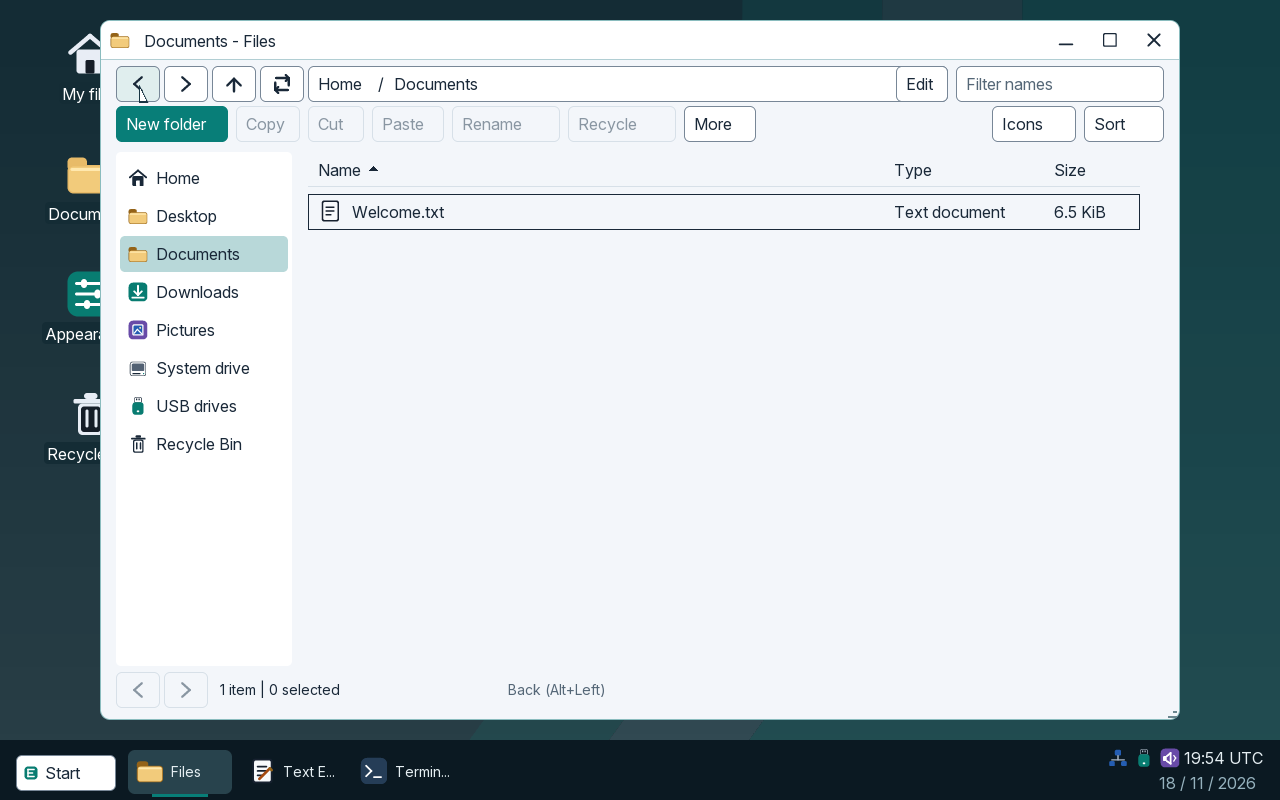 Documents - Files
Home / Documents
Edit
Filter names
New folder
Copy
Cut
Paste
Rename
Recycle
More
Icons
Sort
My fil
Docum
Appeara
Recycle
Home
Desktop
Documents
Downloads
Pictures
System drive
USB drives
Recycle Bin
Name Type Size
Welcome.txt Text document 6.5 KiB
1 item | 0 selected
Back (Alt+Left)
Start
Files
Text E...
Termin...
19:54 UTC
18 / 11 / 2026